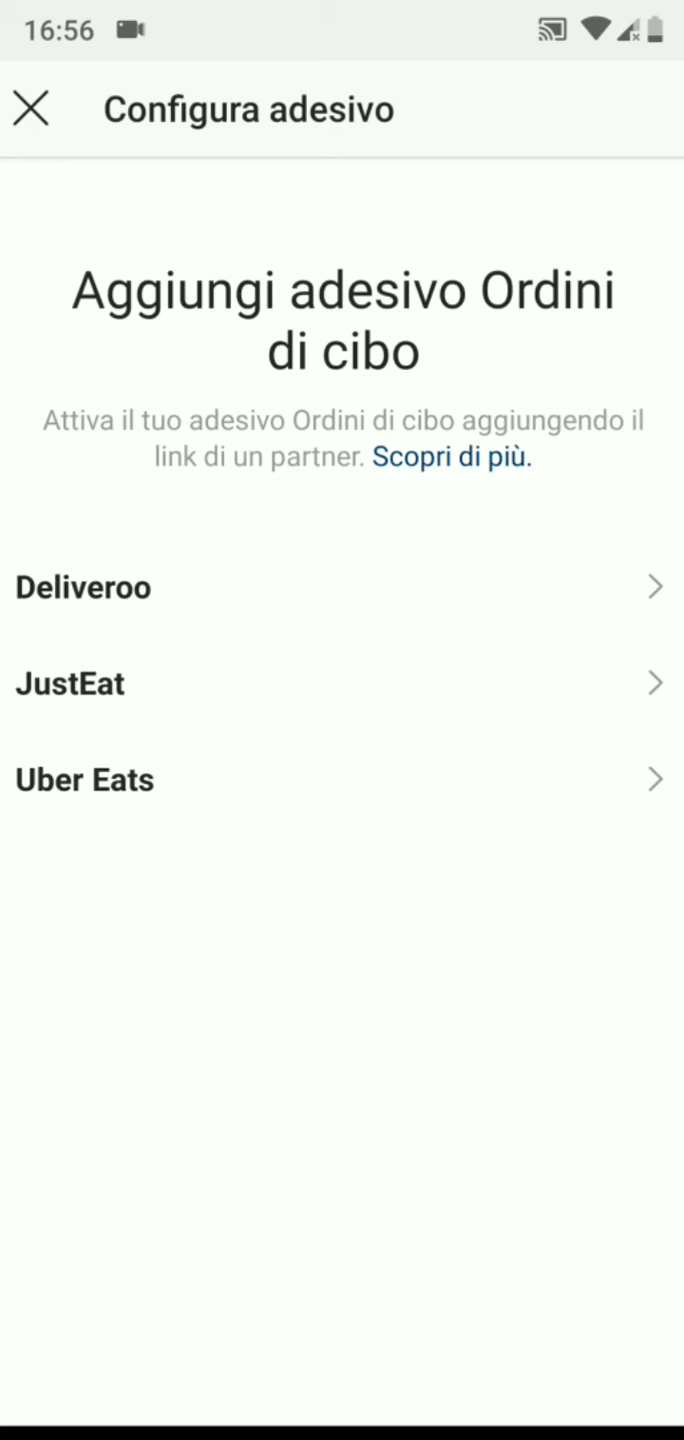 16:56
Configura adesivo
Aggiungi adesivo Ordini
di cibo
Attiva il tuo adesivo Ordini di cibo aggiungendo il
link di un partner. Scopri di più.
Deliveroo
JustEat
Uber Eats